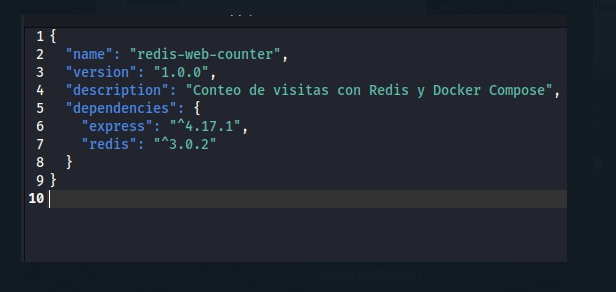 1 {
2 "name": "redis-web-counter",
3 "version": "1.0.0",
4 "description": "Conteo de visitas con Redis y Docker Compose",
5 "dependencies": {
6 "express": "^4.17.1",
7 "redis": "^3.0.2"
8 }
9 }
10